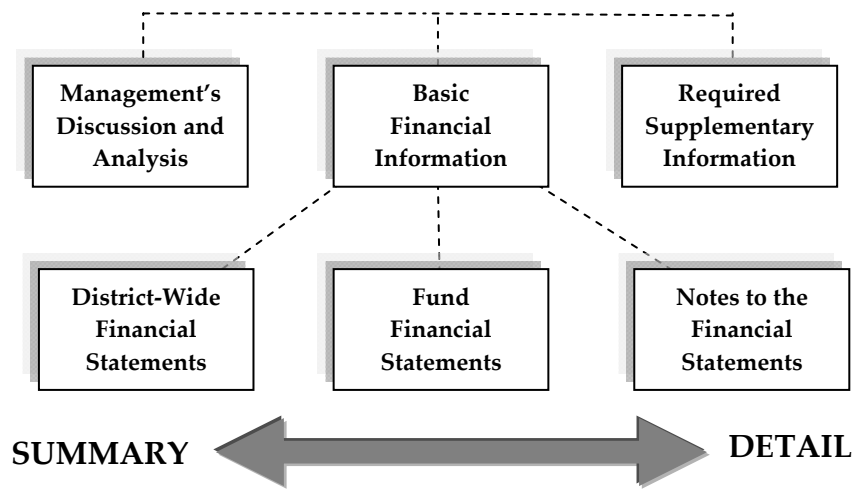 Management's
Discussion and
Analysis
Basic
Financial
Information
Required
Supplementary
Information
District-Wide
Financial
Statements
Fund
Financial
Statements
Notes to the
Financial
Statements
SUMMARY
DETAIL